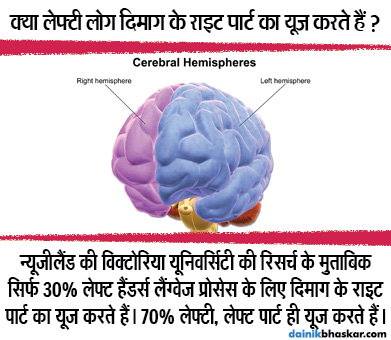 क्या लेफ्टी लोग दिमाग के राइट पार्ट का यूज करते हैं ?
Cerebral Hemispheres
Right hemisphere
Left hemisphere
न्यूजीलैंड की विक्टोरिया यूनिवर्सिटी की रिसर्च के मुताबिक
सिर्फ 30% लेफ्ट हैंडर्स लैंग्वेज प्रोसेस के लिए दिमाग के राइट
पार्ट का यूज करते हैं। 70% लेफ्टी, लेफ्ट पार्ट ही यूज करते हैं।
dainikbhaskar.com